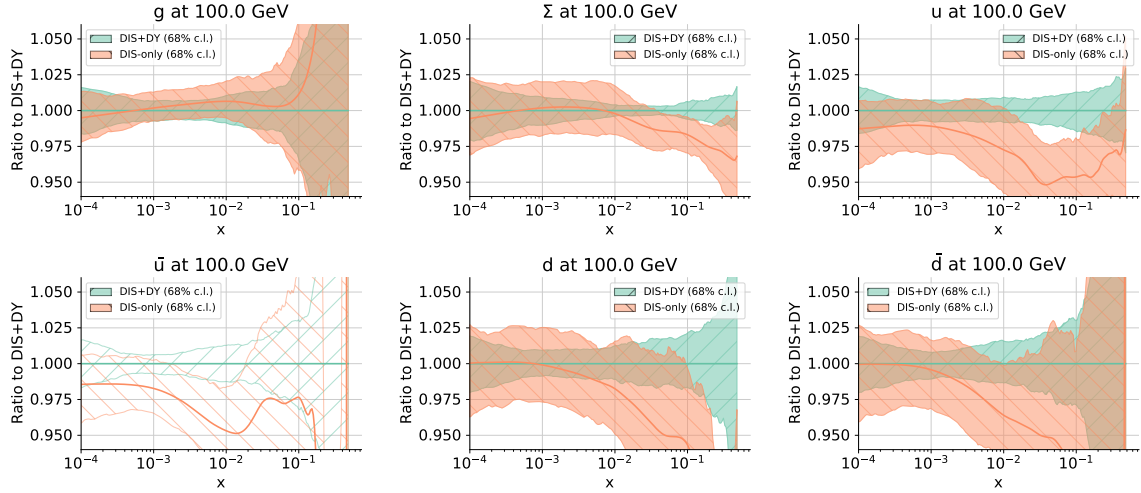 g at 100.0 GeV
Ratio to DIS+DY
1.050
1.025
1.000
0.975
0.950
DIS+DY (68% c.l.)
DIS-only (68% c.l.)
10⁻⁴ 10⁻³ 10⁻² 10⁻¹
x
Σ at 100.0 GeV
Ratio to DIS+DY
1.050
1.025
1.000
0.975
0.950
DIS+DY (68% c.l.)
DIS-only (68% c.l.)
10⁻⁴ 10⁻³ 10⁻² 10⁻¹
x
u at 100.0 GeV
Ratio to DIS+DY
1.050
1.025
1.000
0.975
0.950
DIS+DY (68% c.l.)
DIS-only (68% c.l.)
10⁻⁴ 10⁻³ 10⁻² 10⁻¹
x
ū at 100.0 GeV
Ratio to DIS+DY
1.050
1.025
1.000
0.975
0.950
DIS+DY (68% c.l.)
DIS-only (68% c.l.)
10⁻⁴ 10⁻³ 10⁻² 10⁻¹
x
d at 100.0 GeV
Ratio to DIS+DY
1.050
1.025
1.000
0.975
0.950
DIS+DY (68% c.l.)
DIS-only (68% c.l.)
10⁻⁴ 10⁻³ 10⁻² 10⁻¹
x
d̄ at 100.0 GeV
Ratio to DIS+DY
1.050
1.025
1.000
0.975
0.950
DIS+DY (68% c.l.)
DIS-only (68% c.l.)
10⁻⁴ 10⁻³ 10⁻² 10⁻¹
x